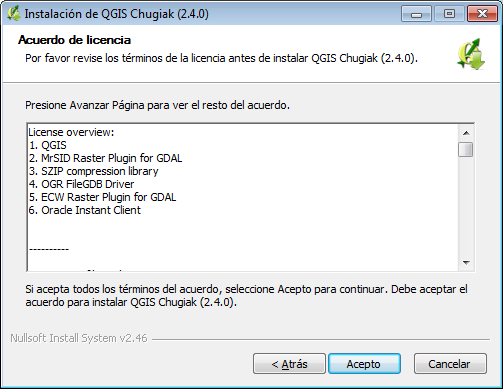 Instalación de QGIS Chugiak (2.4.0)
Acuerdo de licencia
Por favor revise los términos de la licencia antes de instalar QGIS Chugiak (2.4.0).
Presione Avanzar Página para ver el resto del acuerdo.
License overview:
1. QGIS
2. MrSID Raster Plugin for GDAL
3. SZIP compression library
4. OGR FileGDB Driver
5. ECW Raster Plugin for GDAL
6. Oracle Instant Client
----------
Si acepta todos los términos del acuerdo, seleccione Acepto para continuar. Debe aceptar el
acuerdo para instalar QGIS Chugiak (2.4.0).
Nullsoft Install System v2.46
< Atrás
Acepto
Cancelar